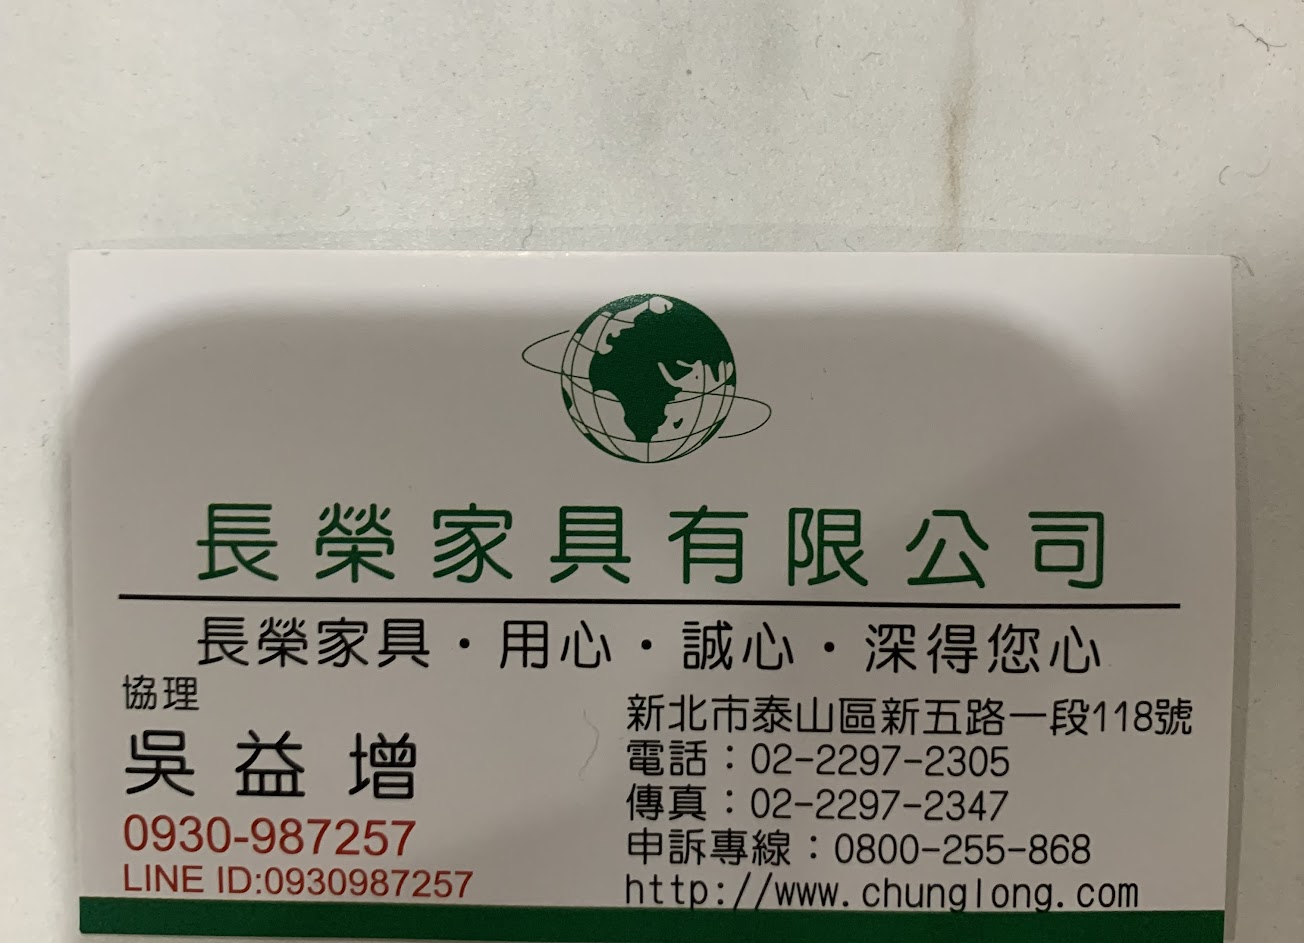 長榮家具有限公司
長榮家具・用心・誠心・深得您心
協理
吳益增
0930-987257
LINE ID:0930987257
新北市泰山區新五路一段118號
電話：02-2297-2305
傳真：02-2297-2347
申訴專線：0800-255-868
http://www.chunglong.com